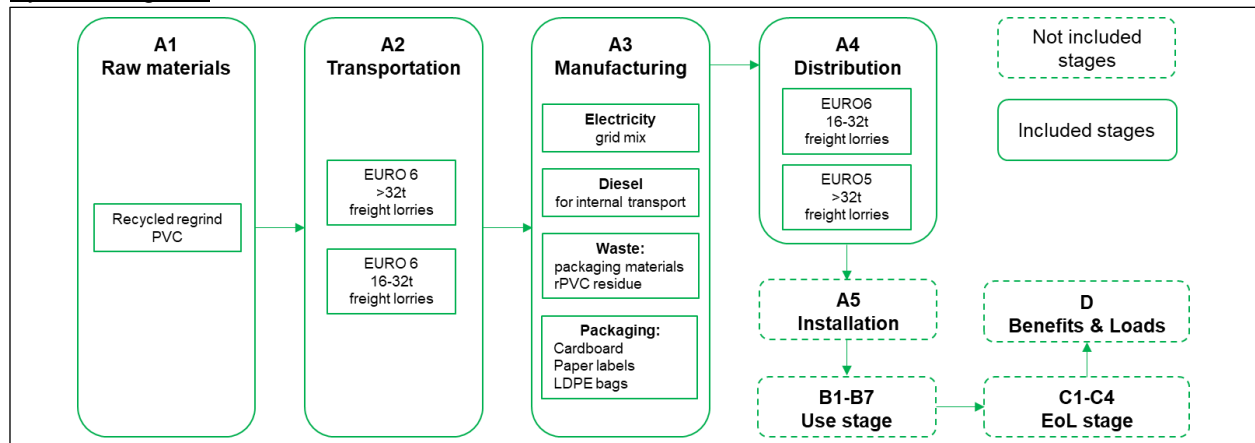 A1
Raw materials
Recycled regrind
PVC
A2
Transportation
EURO 6
>32t
freight lorries
EURO 6
16-32t
freight lorries
A3
Manufacturing
Electricity
grid mix
Diesel
for internal transport
Waste:
packaging materials
rPVC residue
Packaging:
Cardboard
Paper labels
LDPE bags
A4
Distribution
EURO6
16-32t
freight lorries
EURO5
>32t
freight lorries
Not included
stages
Included stages
A5
Installation
D
Benefits & Loads
B1-B7
Use stage
C1-C4
EoL stage